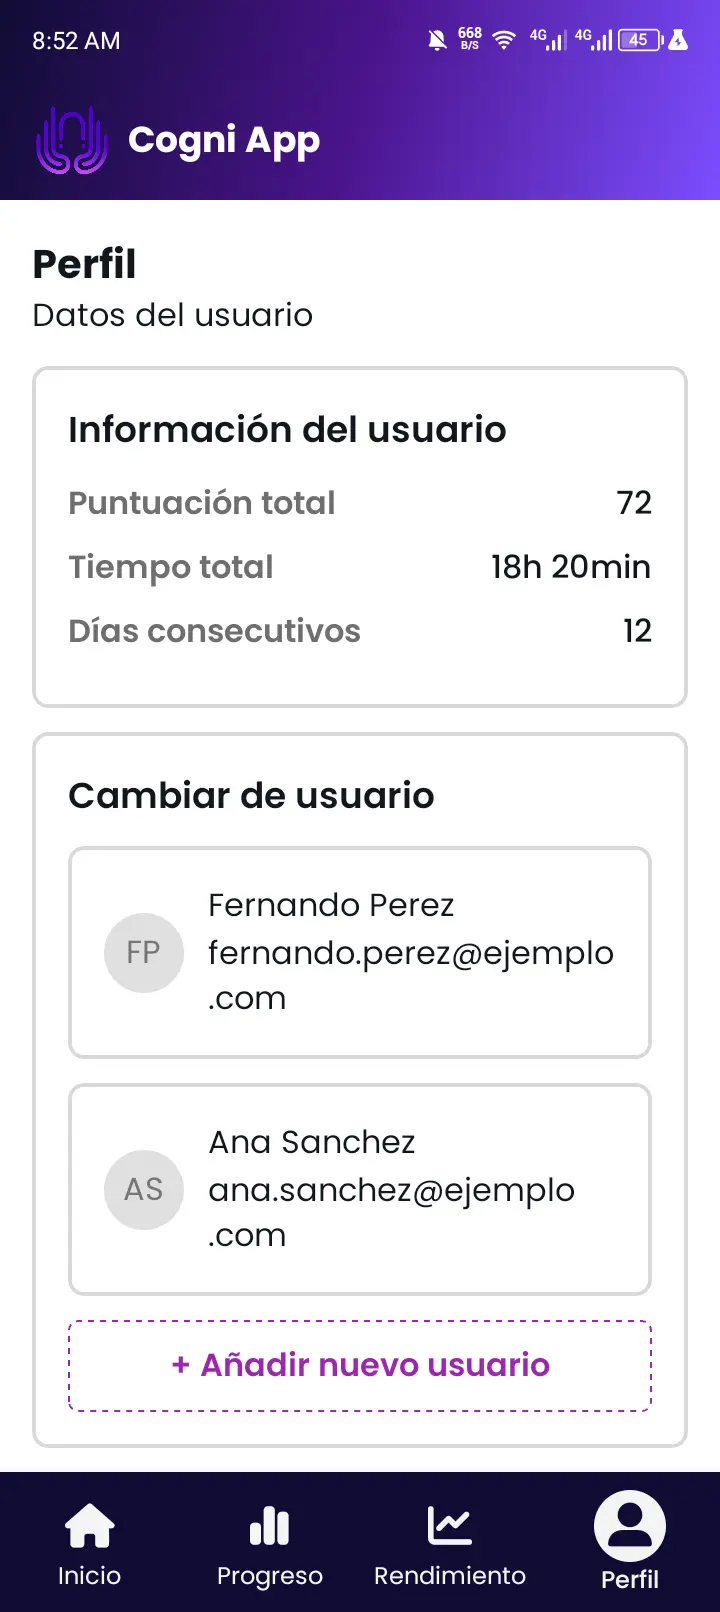 8:52 AM
668
B/S
4G
4G
45
Cogni App
Perfil
Datos del usuario
Información del usuario
Puntuación total 72
Tiempo total 18h 20min
Días consecutivos 12
Cambiar de usuario
FP
Fernando Perez
fernando.perez@ejemplo
.com
AS
Ana Sanchez
ana.sanchez@ejemplo
.com
+ Añadir nuevo usuario
Inicio
Progreso
Rendimiento
Perfil